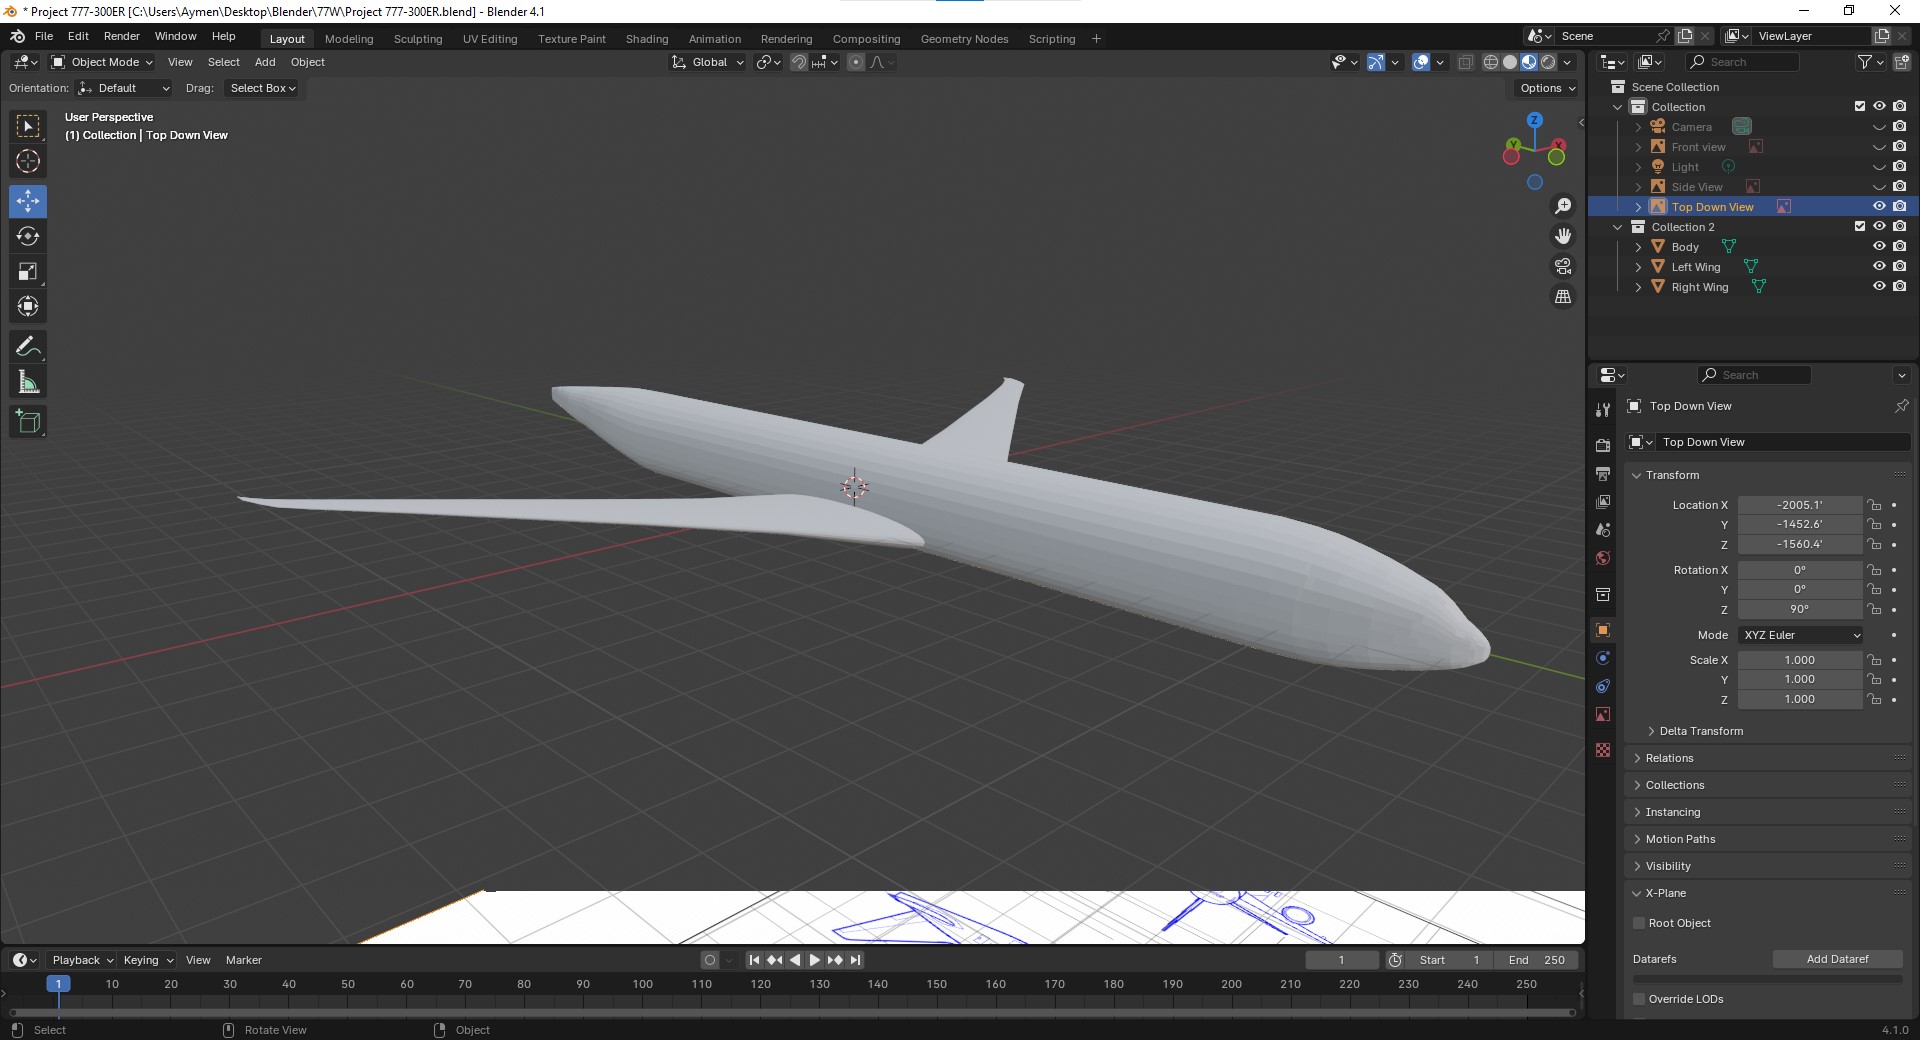 * Project 777-300ER [C:\Users\Aymen\Desktop\Blender\77W\Project 777-300ER.blend] - Blender 4.1
File Edit Render Window Help
Layout Modeling Sculpting UV Editing Texture Paint Shading Animation Rendering Compositing Geometry Nodes Scripting +
Scene
ViewLayer
Object Mode View Select Add Object
Global
Search
Orientation: Default Drag: Select Box
Options
User Perspective
(1) Collection | Top Down View
Z
Y
X
Scene Collection
Collection
Camera
Front view
Light
Side View
Top Down View
Collection 2
Body
Left Wing
Right Wing
Search
Top Down View
Top Down View
Transform
Location X -2005.1'
Y -1452.6'
Z -1560.4'
Rotation X 0°
Y 0°
Z 90°
Mode XYZ Euler
Scale X 1.000
Y 1.000
Z 1.000
Delta Transform
Relations
Collections
Instancing
Motion Paths
Visibility
X-Plane
Root Object
Datarefs Add Dataref
Override LODs
Playback Keying View Marker
1 Start 1 End 250
1 10 20 30 40 50 60 70 80 90 100 110 120 130 140 150 160 170 180 190 200 210 220 230 240 250
Select Rotate View Object
4.1.0